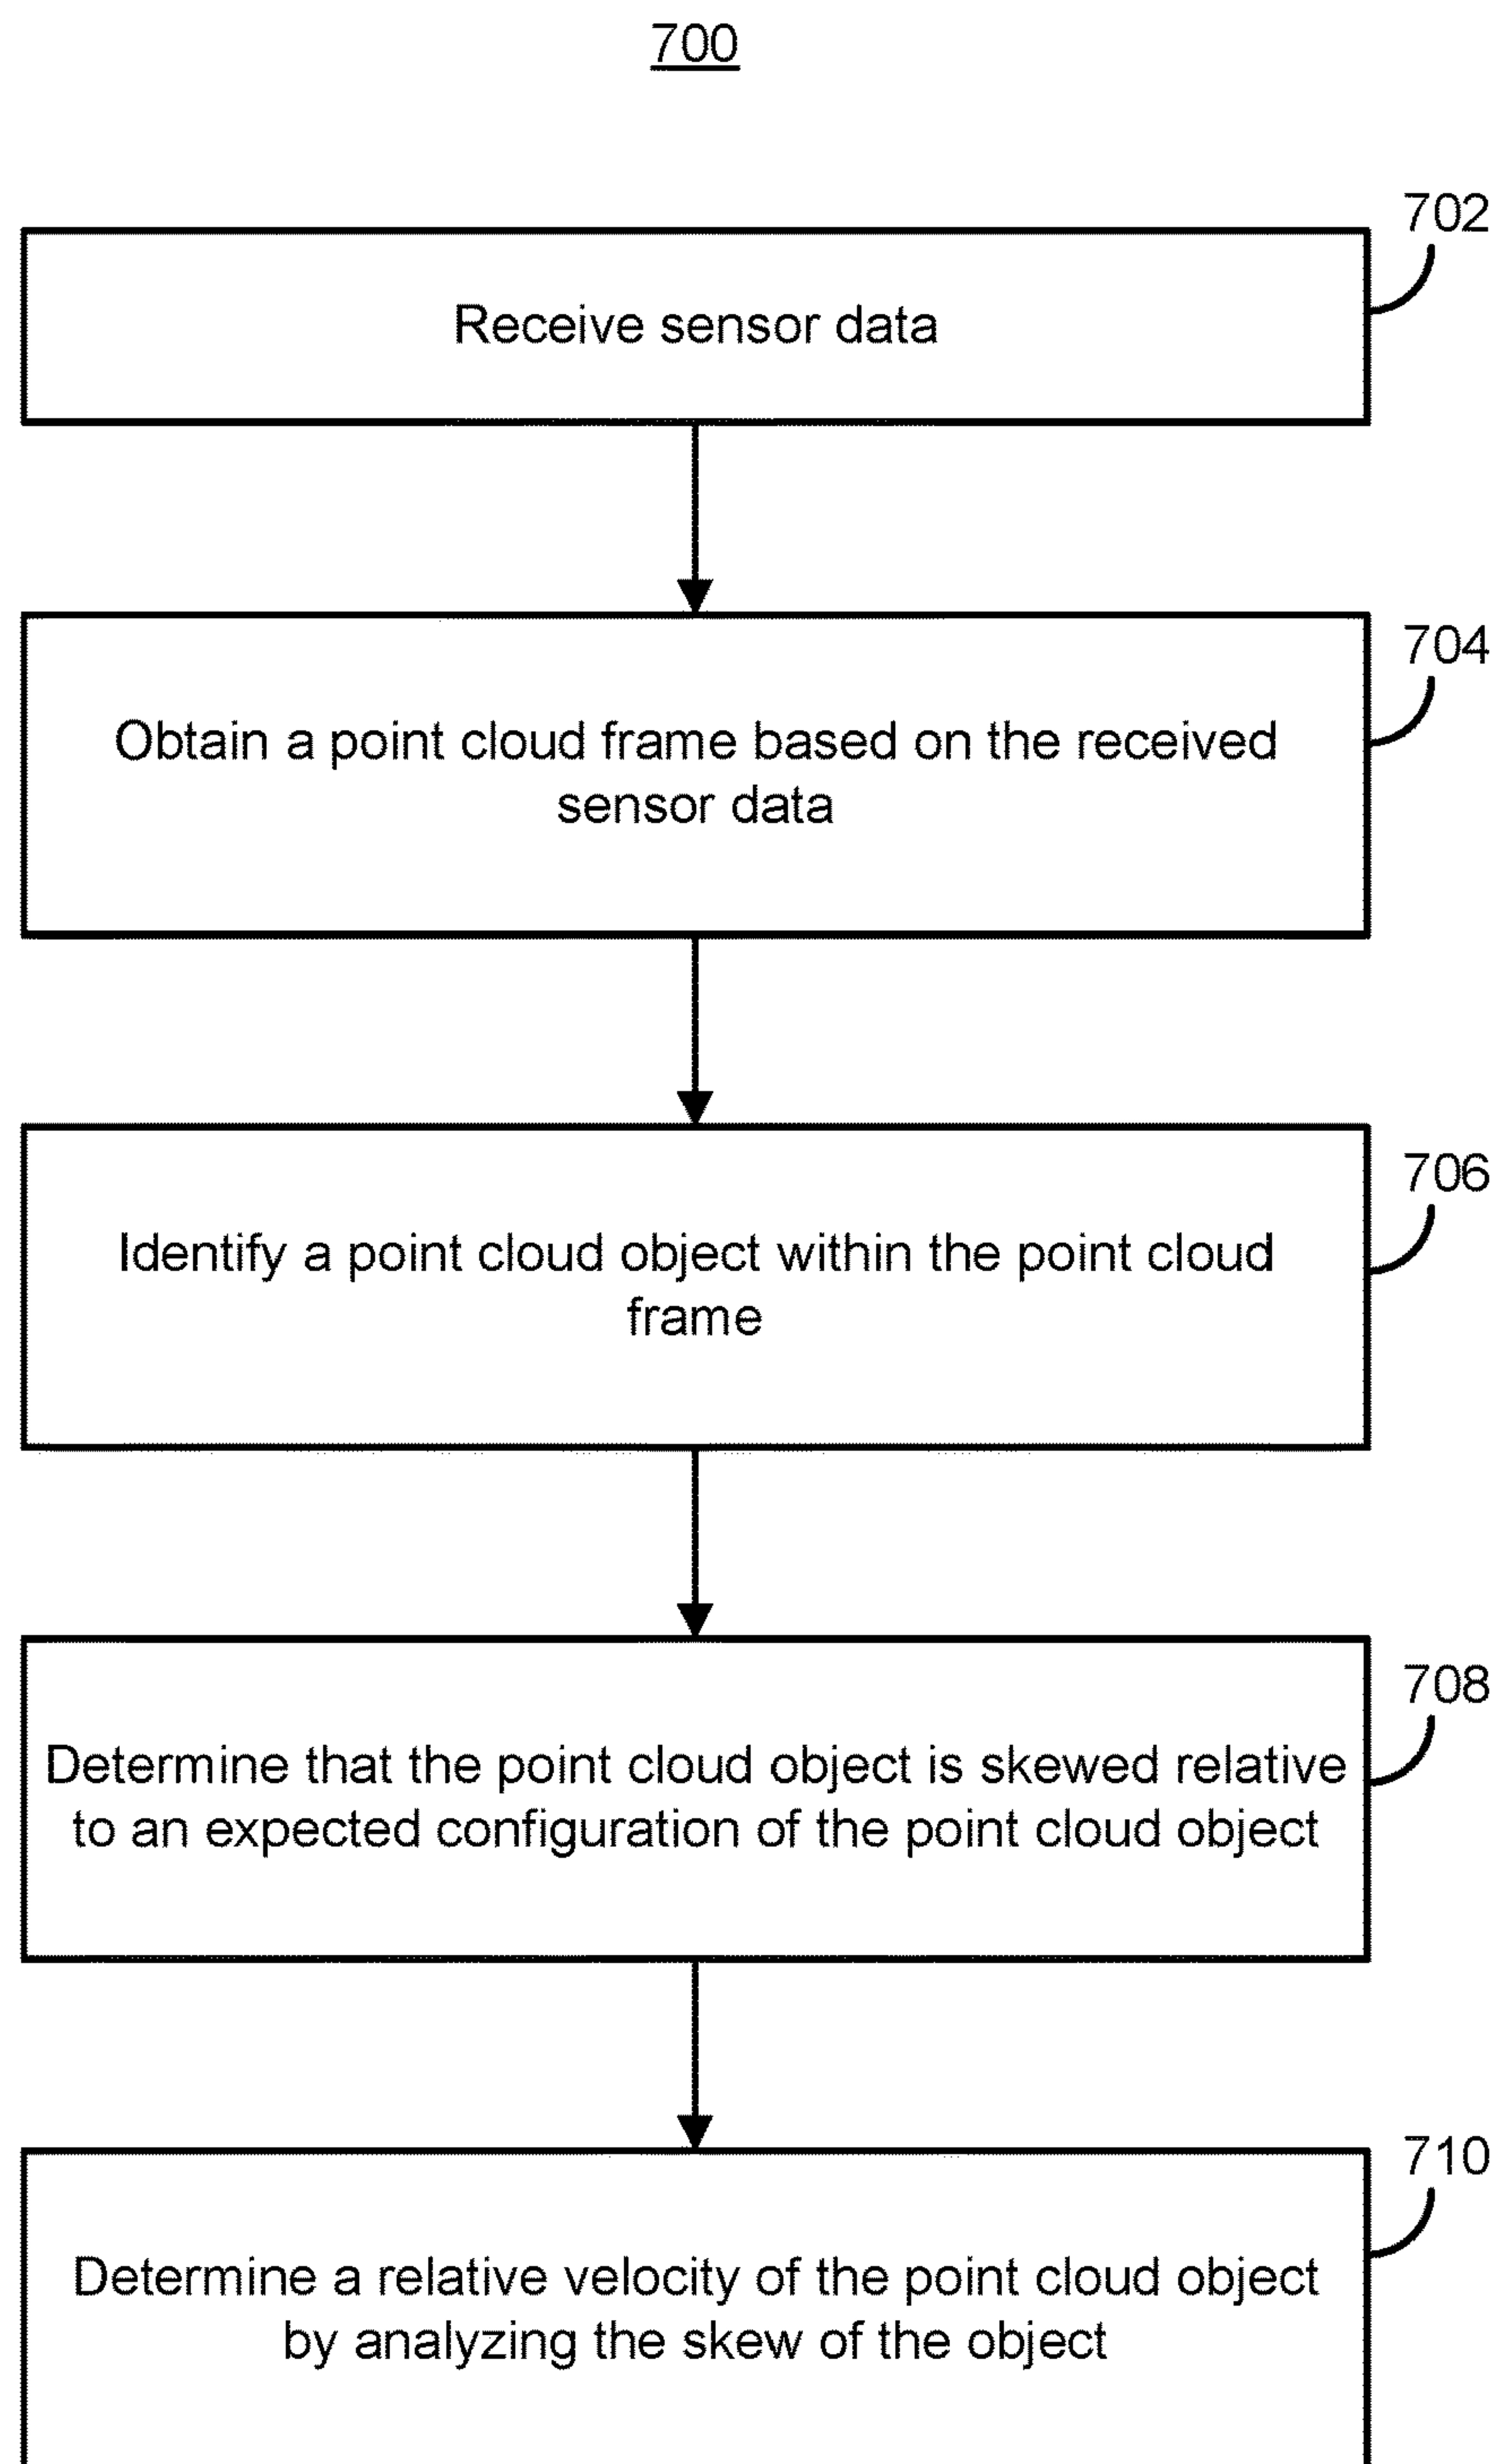 700
702
Receive sensor data
704
Obtain a point cloud frame based on the received
sensor data
706
Identify a point cloud object within the point cloud
frame
708
Determine that the point cloud object is skewed relative
to an expected configuration of the point cloud object
710
Determine a relative velocity of the point cloud object
by analyzing the skew of the object